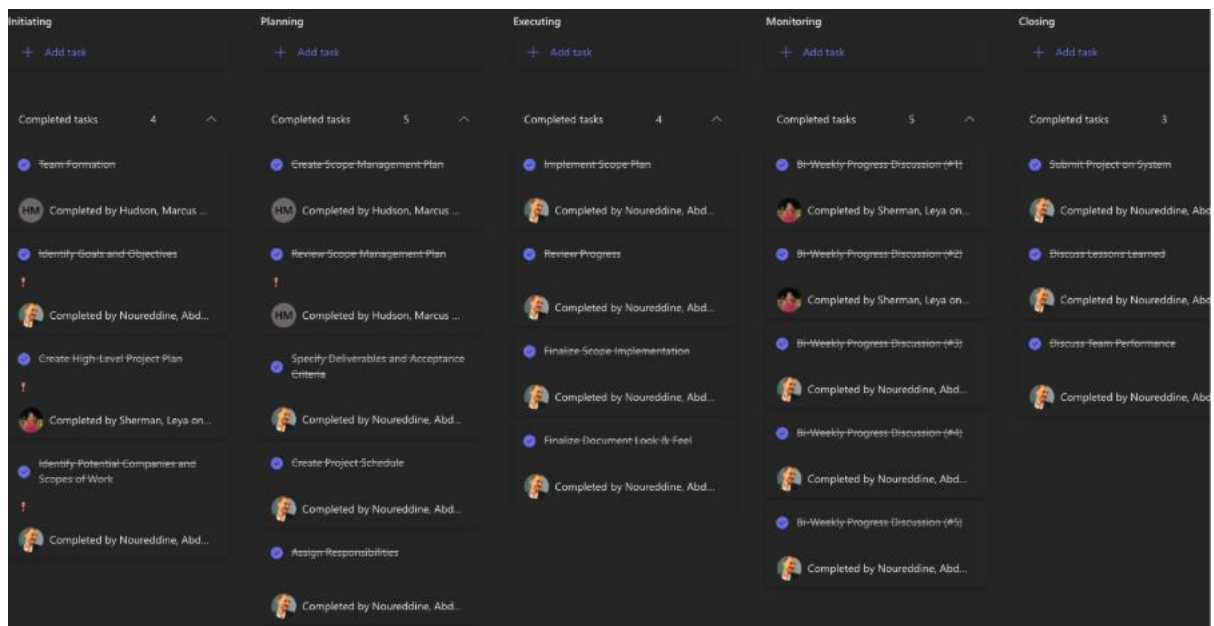 Initiating
Add task
Completed tasks 4
Team Formation
HM Completed by Hudson, Marcus ...
Identify Goals and Objectives
Completed by Noureddine, Abd...
Create High-Level Project Plan
Completed by Sherman, Leya on...
Identify Potential Companies and
Scopes of Work
Completed by Noureddine, Abd...
Planning
Add task
Completed tasks 5
Create Scope Management Plan
HM Completed by Hudson, Marcus ...
Review Scope Management Plan
HM Completed by Hudson, Marcus ...
Specify Deliverables and Acceptance
Criteria
Completed by Noureddine, Abd...
Create Project Schedule
Completed by Noureddine, Abd...
Assign Responsibilities
Completed by Noureddine, Abd...
Executing
Add task
Completed tasks 4
Implement Scope Plan
Completed by Noureddine, Abd...
Review Progress
Completed by Noureddine, Abd...
Finalize Scope Implementation
Completed by Noureddine, Abd...
Finalize Document Look & Feel
Completed by Noureddine, Abd...
Monitoring
Add task
Completed tasks 5
Bi-Weekly Progress Discussion (#1)
Completed by Sherman, Leya on...
Bi-Weekly Progress Discussion (#2)
Completed by Sherman, Leya on...
Bi-Weekly Progress Discussion (#3)
Completed by Noureddine, Abd...
Bi-Weekly Progress Discussion (#4)
Completed by Noureddine, Abd...
Bi-Weekly Progress Discussion (#5)
Completed by Noureddine, Abd...
Closing
Add task
Completed tasks 3
Submit Project on System
Completed by Noureddine, Abd
Discuss Lessons Learned
Completed by Noureddine, Abd
Discuss Team Performance
Completed by Noureddine, Abd